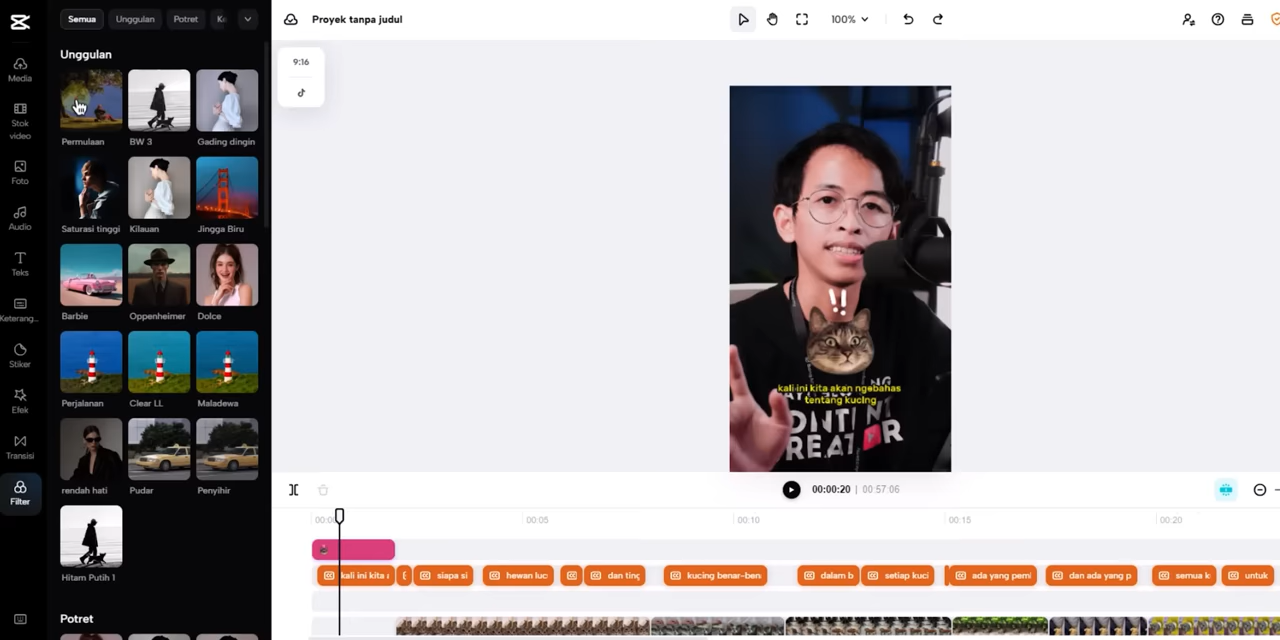 Semua
Unggulan
Potret
Proyek tanpa judul
100%
Media
Stok
video
Foto
Audio
Teks
Keterang...
Stiker
Efek
Transisi
Filter
Unggulan
Permulaan
BW 3
Gading dingin
Saturasi tinggi
Kilauan
Jingga Biru
Barbie
Oppenheimer
Dolce
Perjalanan
Clear LL
Maladewa
rendah hati
Pudar
Penyihir
Hitam Putih 1
Potret
9:16
!!
kali ini kita akan ngebahas
tentang kucing
00:00:20 | 00:57:06
00:05
00:10
00:15
00:20
kali ini kita
siapa si
hewan luc
dan ting
kucing benar-ben
dalam b
setiap kuci
ada yang pem
dan ada yang p
semua k
untuk